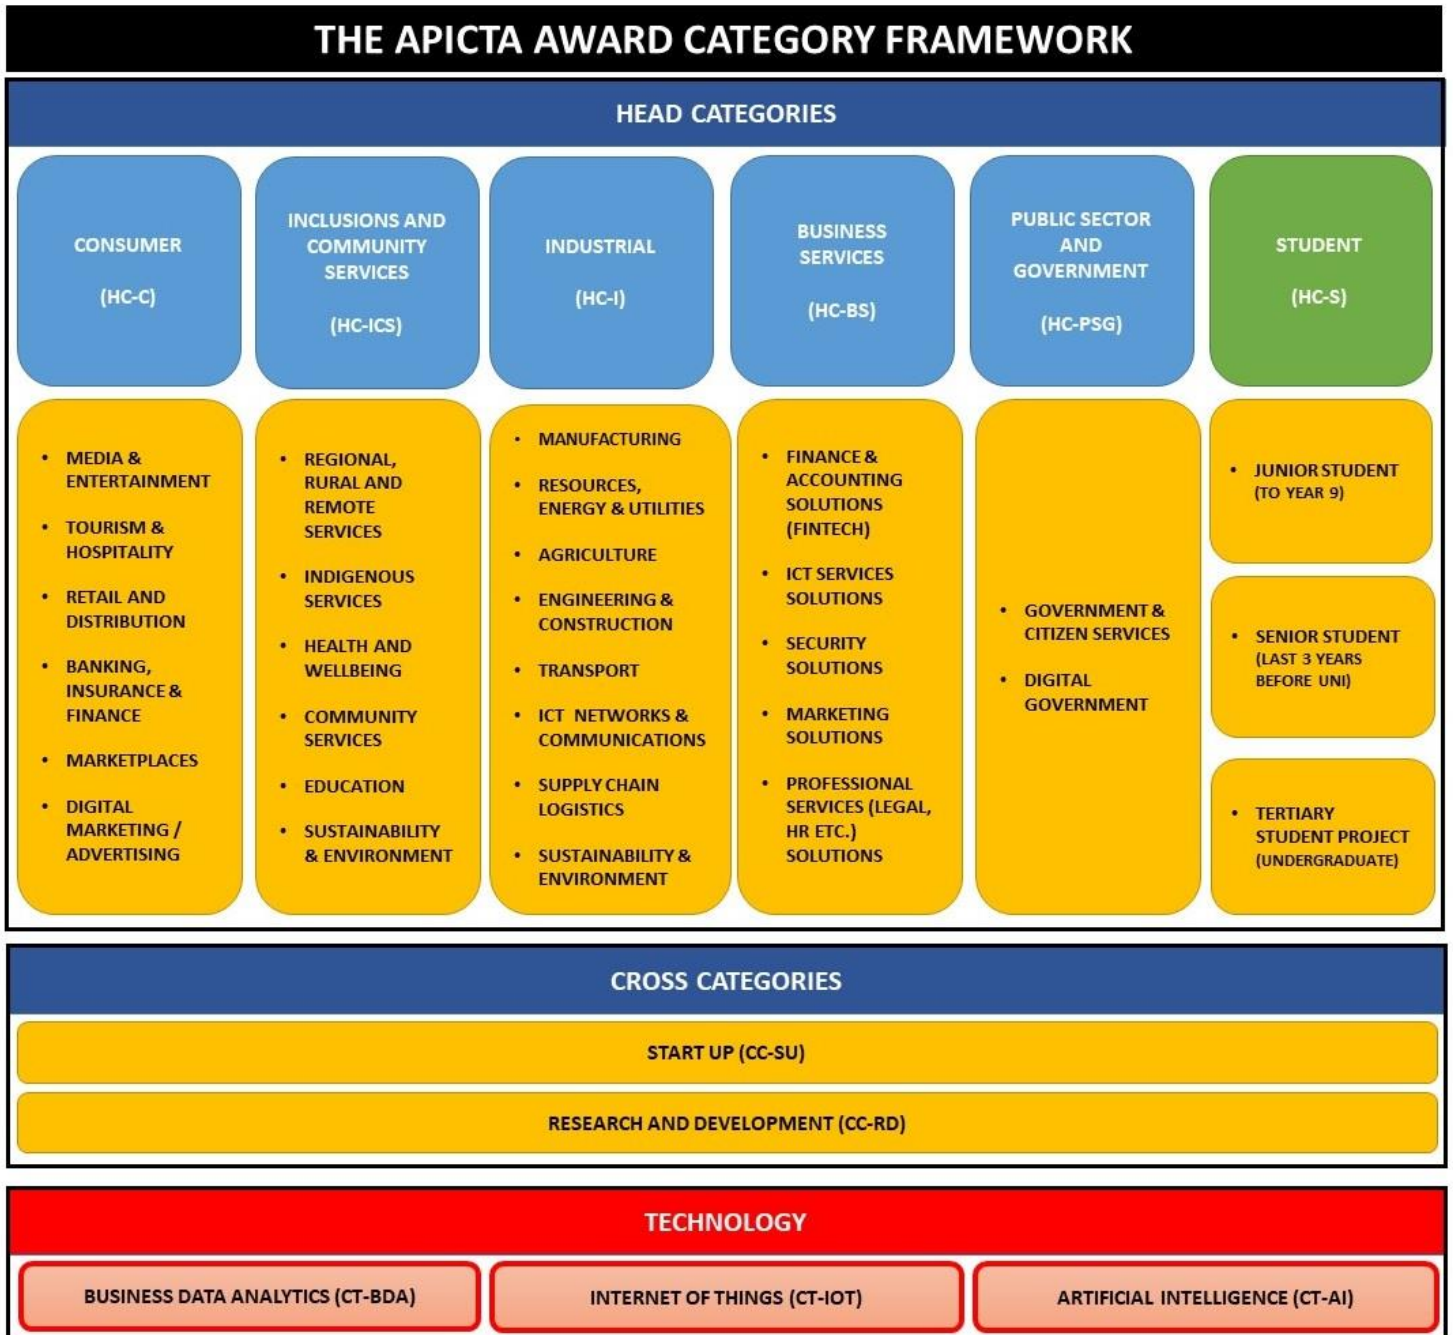 THE APICTA AWARD CATEGORY FRAMEWORK
HEAD CATEGORIES
CONSUMER
(HC-C)
INCLUSIONS AND
COMMUNITY
SERVICES
(HC-ICS)
INDUSTRIAL
(HC-I)
BUSINESS
SERVICES
(HC-BS)
PUBLIC SECTOR
AND
GOVERNMENT
(HC-PSG)
STUDENT
(HC-S)
• MEDIA &
ENTERTAINMENT
• TOURISM &
HOSPITALITY
• RETAIL AND
DISTRIBUTION
• BANKING,
INSURANCE &
FINANCE
• MARKETPLACES
• DIGITAL
MARKETING /
ADVERTISING
• REGIONAL,
RURAL AND
REMOTE
SERVICES
• INDIGENOUS
SERVICES
• HEALTH AND
WELLBEING
• COMMUNITY
SERVICES
• EDUCATION
• SUSTAINABILITY
& ENVIRONMENT
• MANUFACTURING
• RESOURCES,
ENERGY & UTILITIES
• AGRICULTURE
• ENGINEERING &
CONSTRUCTION
• TRANSPORT
• ICT NETWORKS &
COMMUNICATIONS
• SUPPLY CHAIN
LOGISTICS
• SUSTAINABILITY &
ENVIRONMENT
• FINANCE &
ACCOUNTING
SOLUTIONS
(FINTECH)
• ICT SERVICES
SOLUTIONS
• SECURITY
SOLUTIONS
• MARKETING
SOLUTIONS
• PROFESSIONAL
SERVICES (LEGAL,
HR ETC.)
SOLUTIONS
• GOVERNMENT &
CITIZEN SERVICES
• DIGITAL
GOVERNMENT
• JUNIOR STUDENT
(TO YEAR 9)
• SENIOR STUDENT
(LAST 3 YEARS
BEFORE UNI)
• TERTIARY
STUDENT PROJECT
(UNDERGRADUATE)
CROSS CATEGORIES
START UP (CC-SU)
RESEARCH AND DEVELOPMENT (CC-RD)
TECHNOLOGY
BUSINESS DATA ANALYTICS (CT-BDA)
INTERNET OF THINGS (CT-IOT)
ARTIFICIAL INTELLIGENCE (CT-AI)